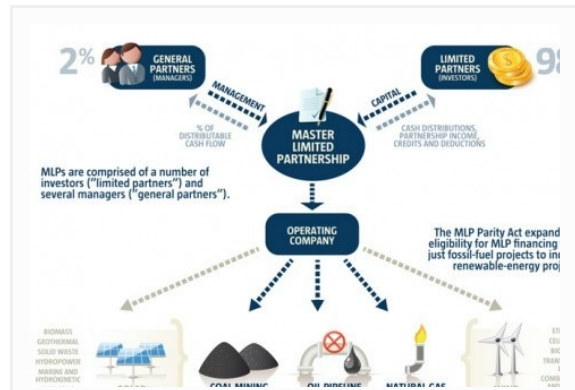 2%
GENERAL
PARTNERS
(MANAGERS)
LIMITED
PARTNERS
(INVESTORS)
98
MANAGEMENT
CAPITAL
% OF
DISTRIBUTABLE
CASH FLOW
MASTER
LIMITED
PARTNERSHIP
CASH DISTRIBUTIONS,
PARTNERSHIP INCOME,
CREDITS AND DEDUCTIONS
MLPs are comprised of a number of
investors ("limited partners") and
several managers ("general partners").
OPERATING
COMPANY
The MLP Parity Act expand
eligibility for MLP financing
just fossil-fuel projects to in
renewable-energy proj
BIOMASS
GEOTHERMAL
SOLID WASTE
HYDROPOWER
MARINE AND
HYDROKINETIC
COAL MINING
OIL PIPELINE
NATURAL GAS